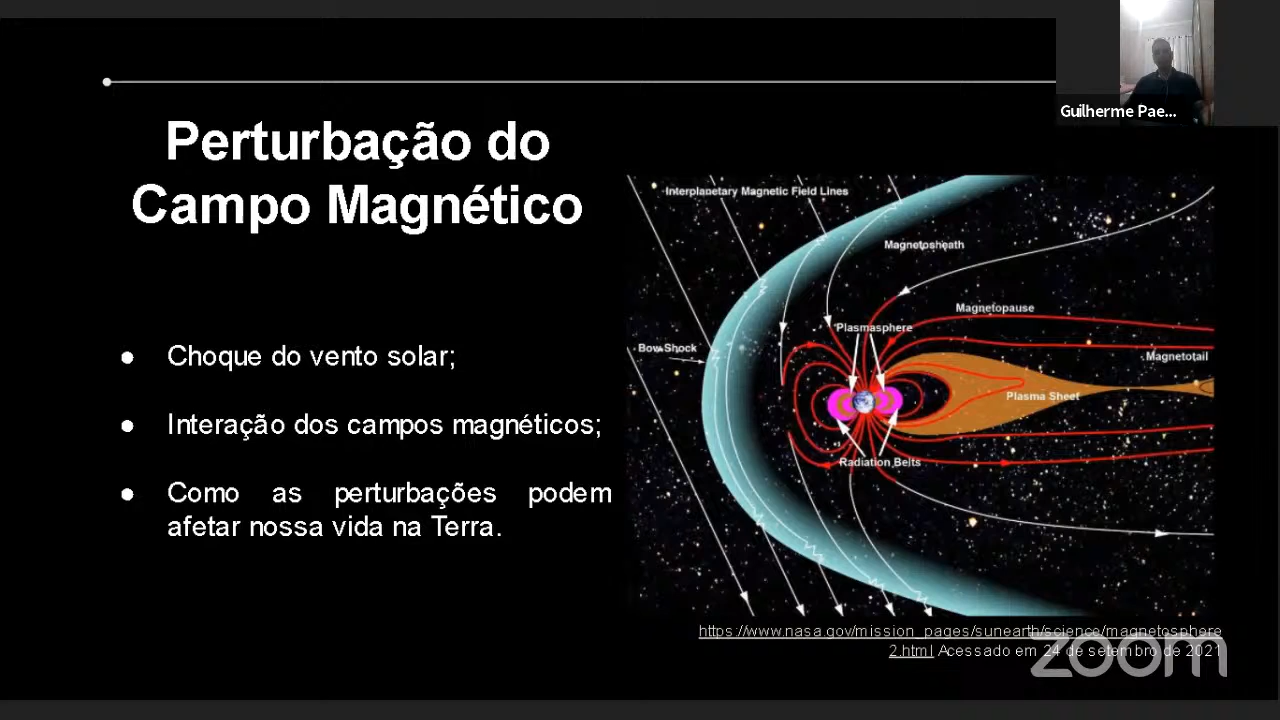 Guilherme Pae...
Perturbação do
Campo Magnético
● Choque do vento solar;
● Interação dos campos magnéticos;
● Como as perturbações podem
afetar nossa vida na Terra.
Interplanetary Magnetic Field Lines
Magnetosheath
Magnetopause
Plasmasphere
Bow Shock
Magnetotail
Plasma Sheet
Radiation Belts
https://www.nasa.gov/mission_pages/sunearth/science/magnetosphere
2.html Acessado em 24 de setembro de 2021
zoom